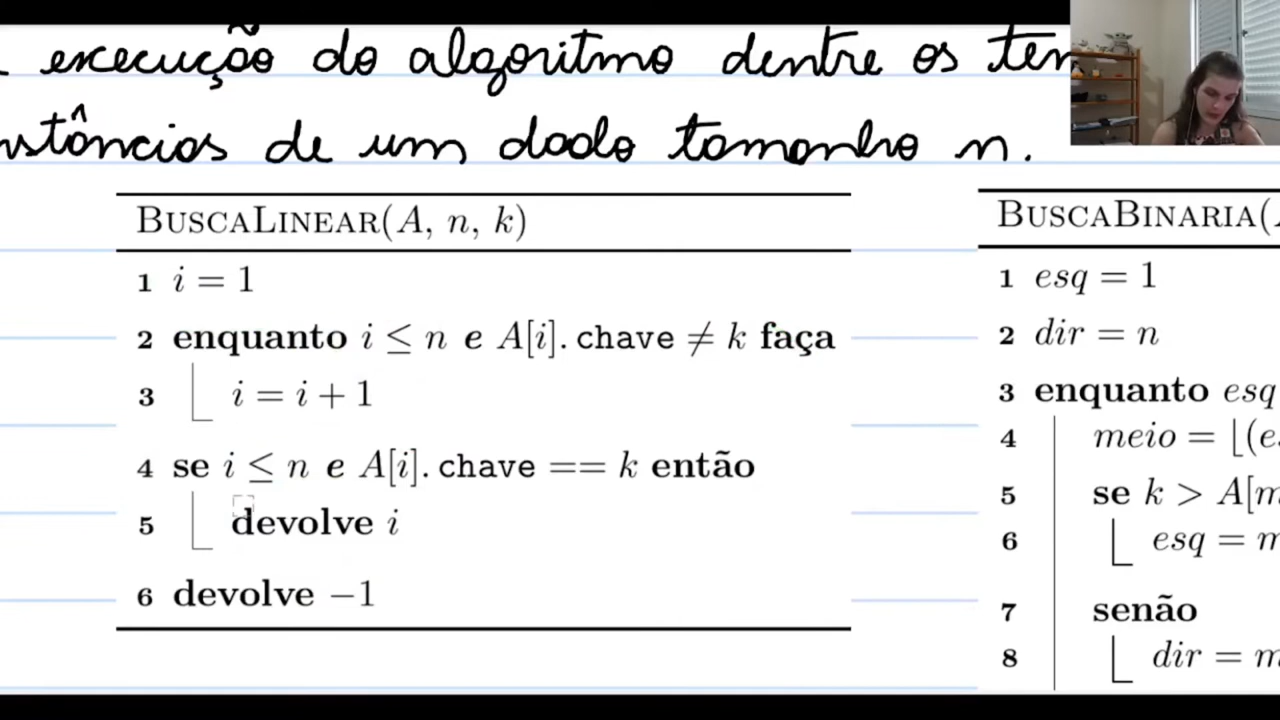 execução do algoritmo dentre os tem
nstâncias de um dado tamanho n.
BUSCALINEAR(A, n, k)
1 i = 1
2 enquanto i ≤ n e A[i].chave ≠ k faça
3 i = i + 1
4 se i ≤ n e A[i].chave == k então
5 devolve i
6 devolve −1
BUSCABINARIA(
1 esq = 1
2 dir = n
3 enquanto esq
4 meio = ⌊(e
5 se k > A[m
6 esq = m
7 senão
8 dir = m